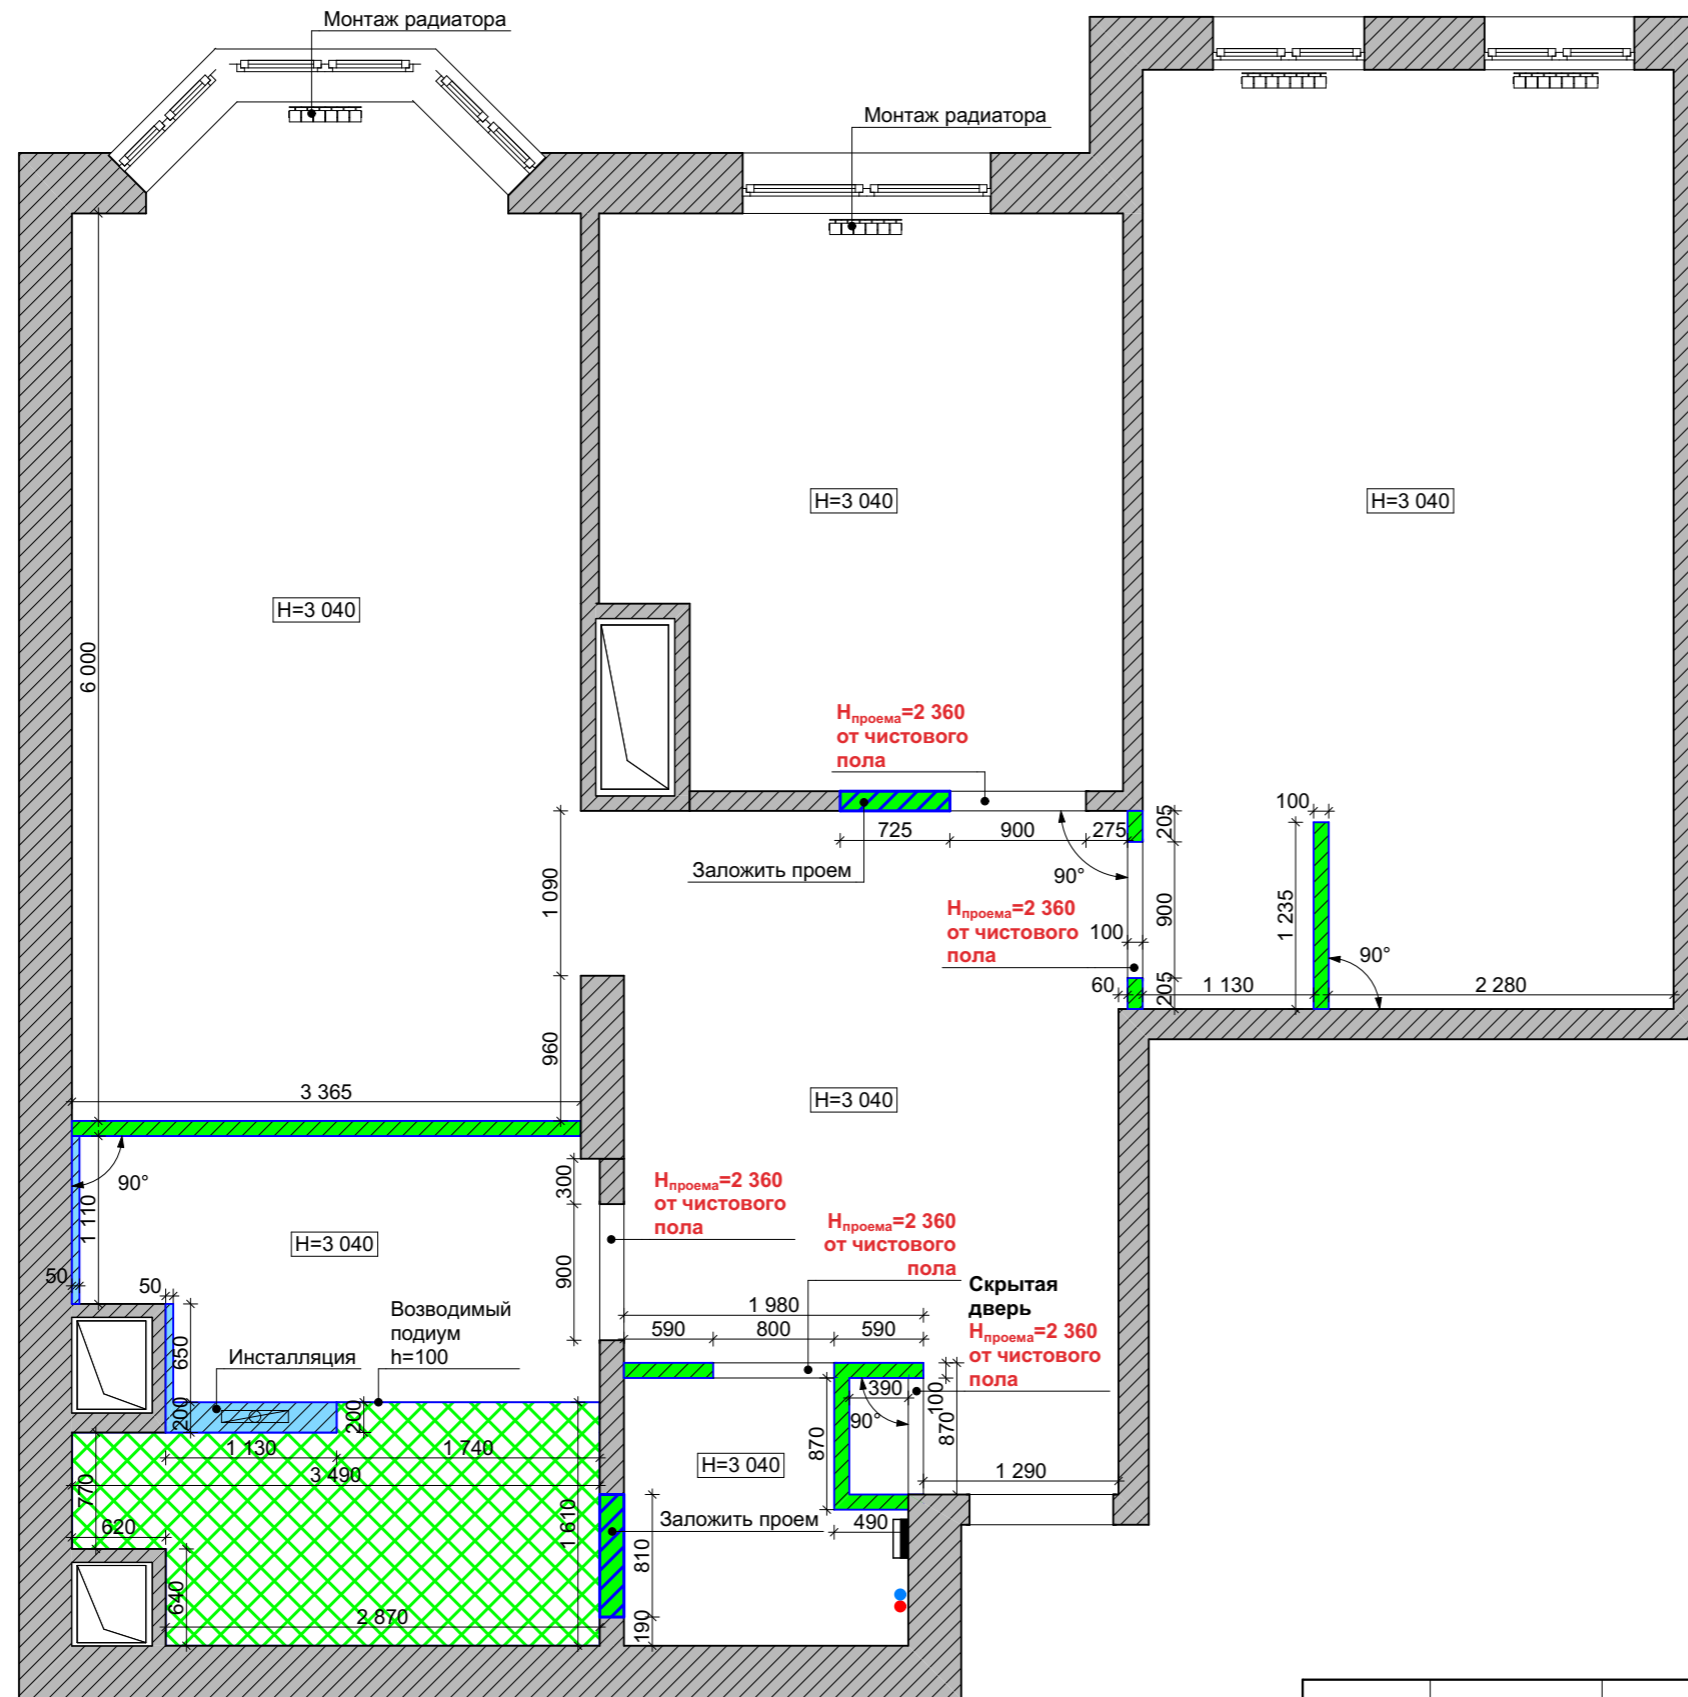 Монтаж радиатора
Монтаж радиатора
H=3 040
H=3 040
H=3 040
6 000
Hпроема=2 360
от чистового
пола
725
900
275
205
100
Заложить проем
90°
1 090
1 235
900
Hпроема=2 360
от чистового
пола
100
90°
60
205
1 130
2 280
960
3 365
H=3 040
90°
300
Hпроема=2 360
от чистового
пола
1 110
Hпроема=2 360
от чистового
пола
H=3 040
900
50
50
Скрытая
дверь
Hпроема=2 360
от чистового
пола
Возводимый
подиум
h=100
1 980
590
800
590
650
Инсталляция
390
100
200
200
90°
870
870
1 130
1 740
H=3 040
3 490
1 290
770
620
1 610
Заложить проем
490
810
640
2 870
190